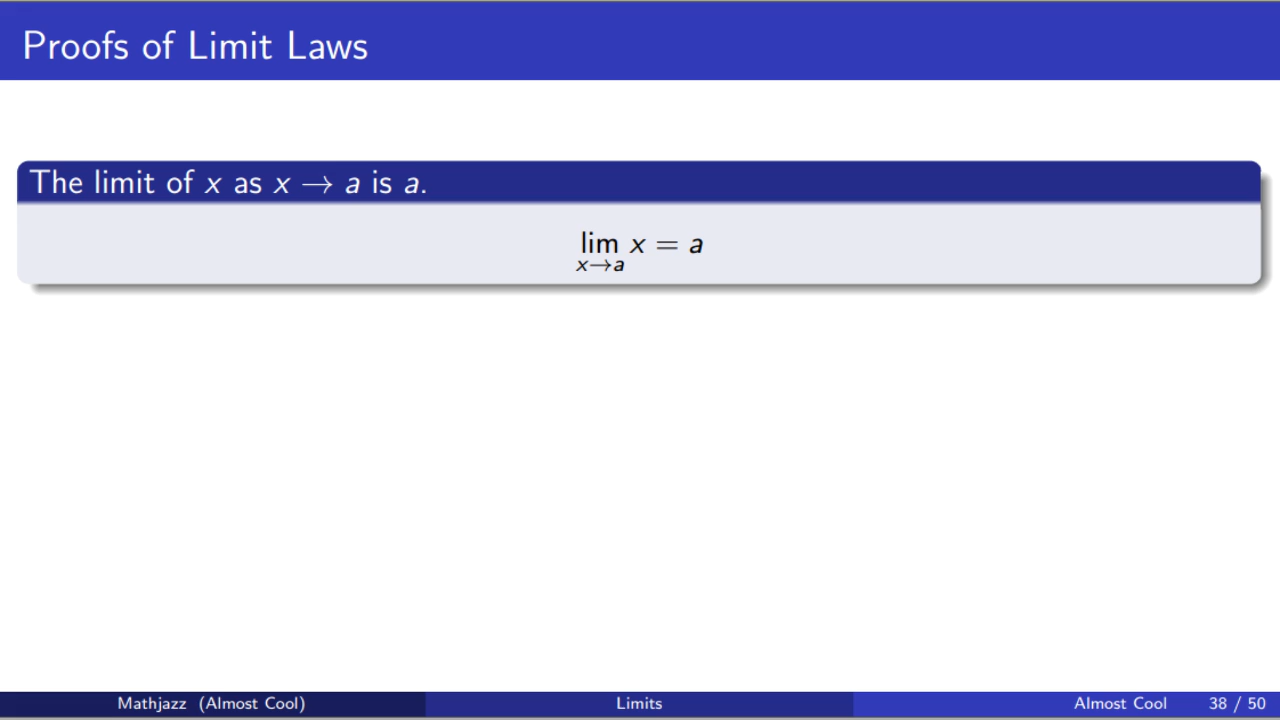 Proofs of Limit Laws
The limit of x as x → a is a.
lim x = a
x→a
Mathjazz (Almost Cool) Limits Almost Cool 38 / 50